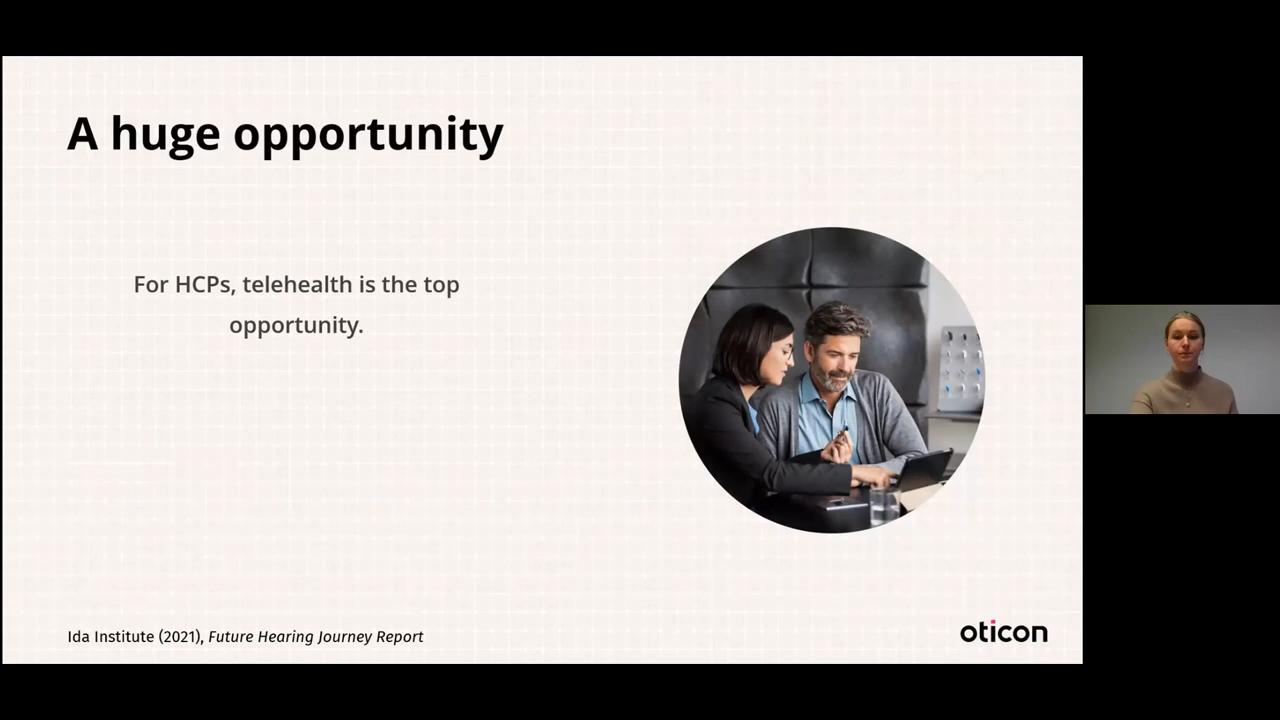 A huge opportunity
For HCPs, telehealth is the top
opportunity.
Ida Institute (2021), Future Hearing Journey Report
oticon